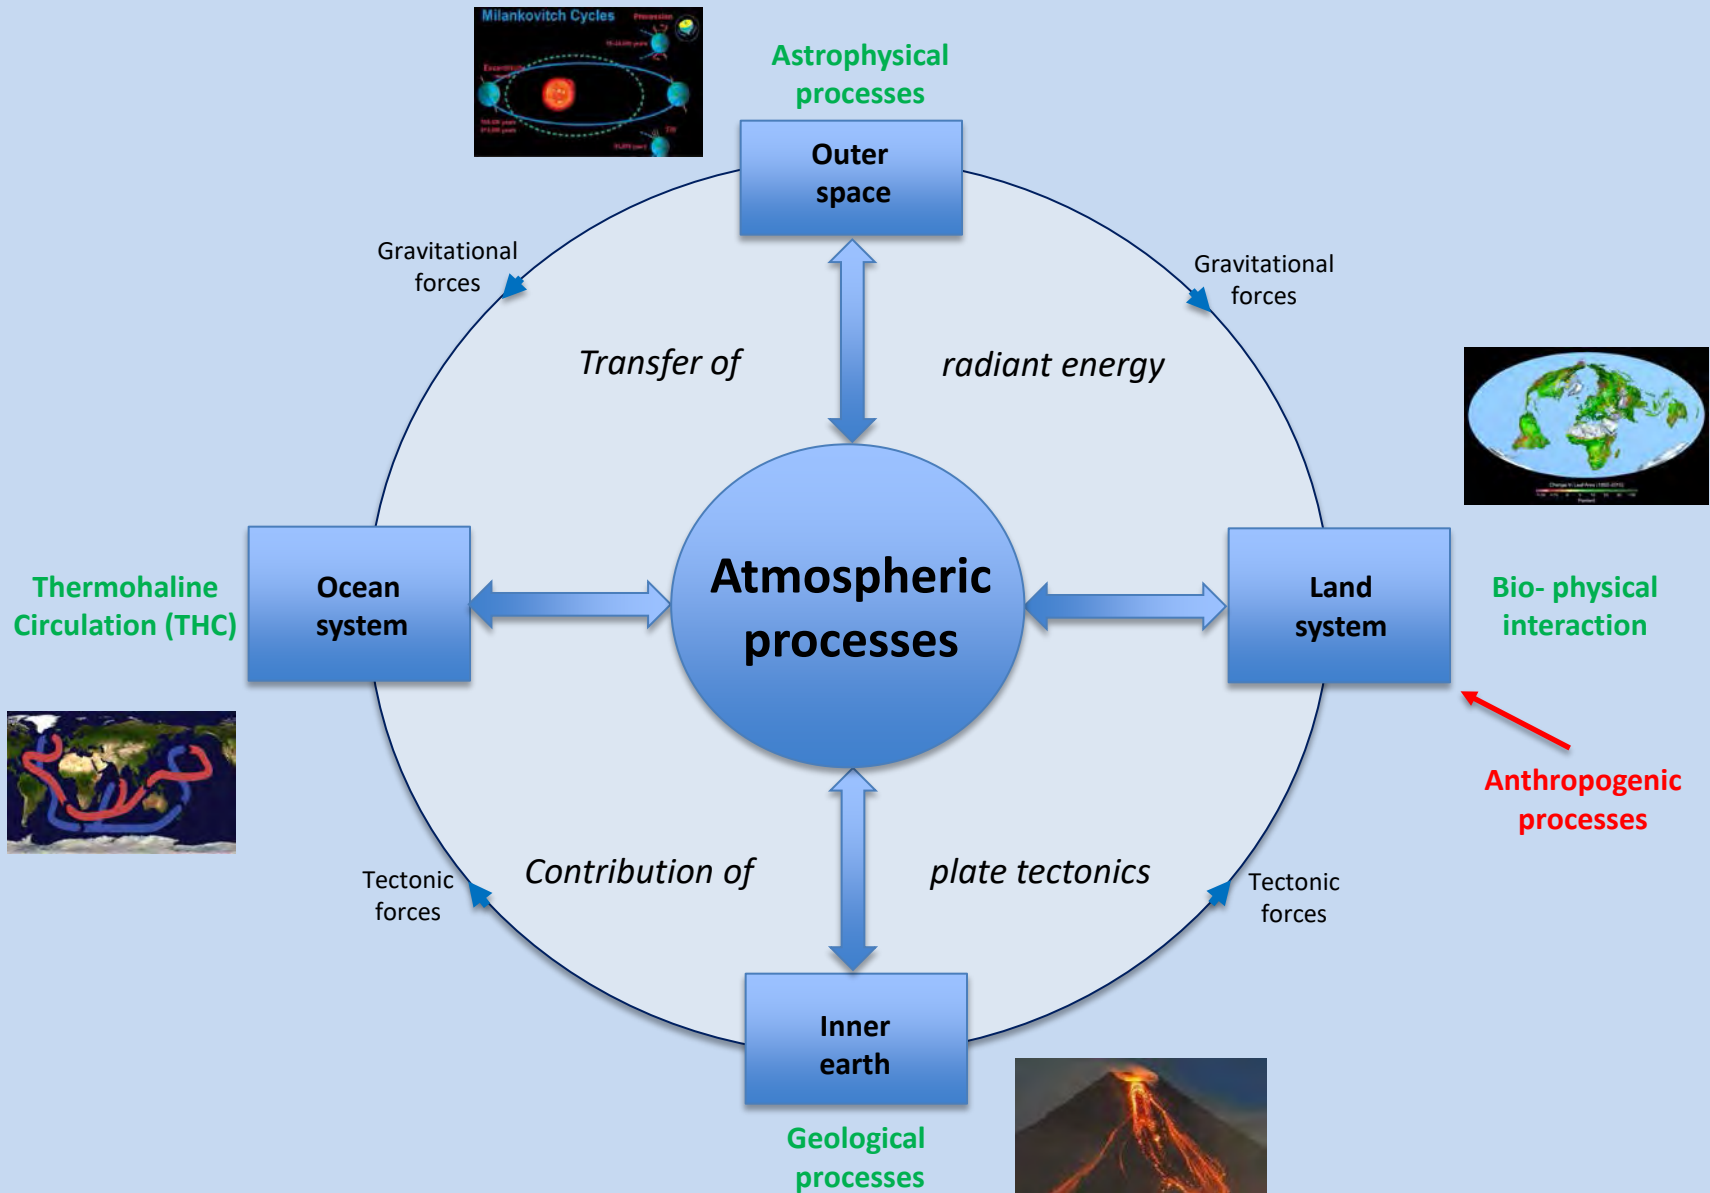 Milankovitch Cycles
Precession
Astrophysical
processes
Outer
space
Gravitational
forces
Gravitational
forces
Transfer of
radiant energy
Thermohaline
Circulation (THC)
Ocean
system
Atmospheric
processes
Land
system
Bio- physical
interaction
Anthropogenic
processes
Contribution of
plate tectonics
Tectonic
forces
Tectonic
forces
Inner
earth
Geological
processes